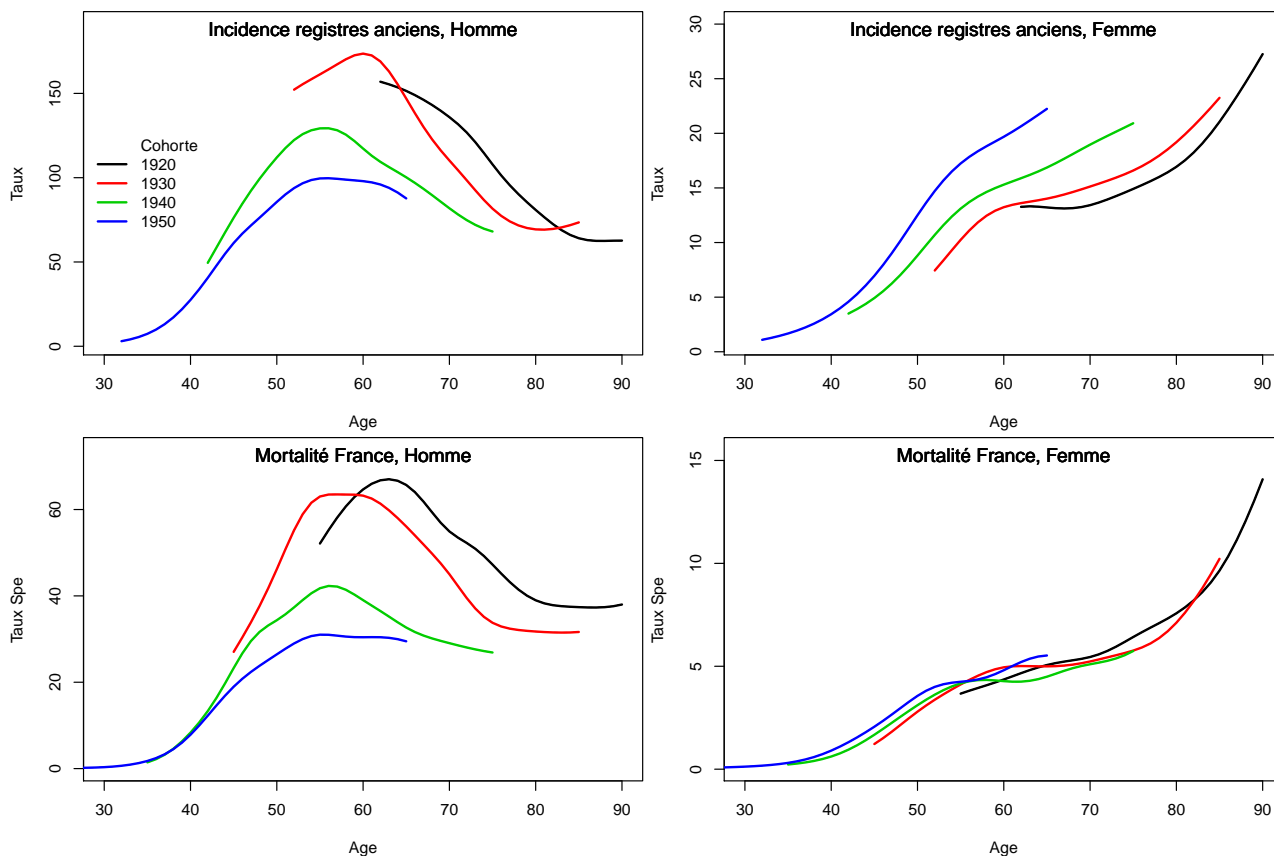 Incidence registres anciens, Homme
Taux
150
100
50
0
Cohorte
1920
1930
1940
1950
30 40 50 60 70 80 90
Age
Incidence registres anciens, Femme
Taux
30
25
20
15
10
5
0
30 40 50 60 70 80 90
Age
Mortalité France, Homme
Taux Spe
60
40
20
0
30 40 50 60 70 80 90
Age
Mortalité France, Femme
Taux Spe
15
10
5
0
30 40 50 60 70 80 90
Age